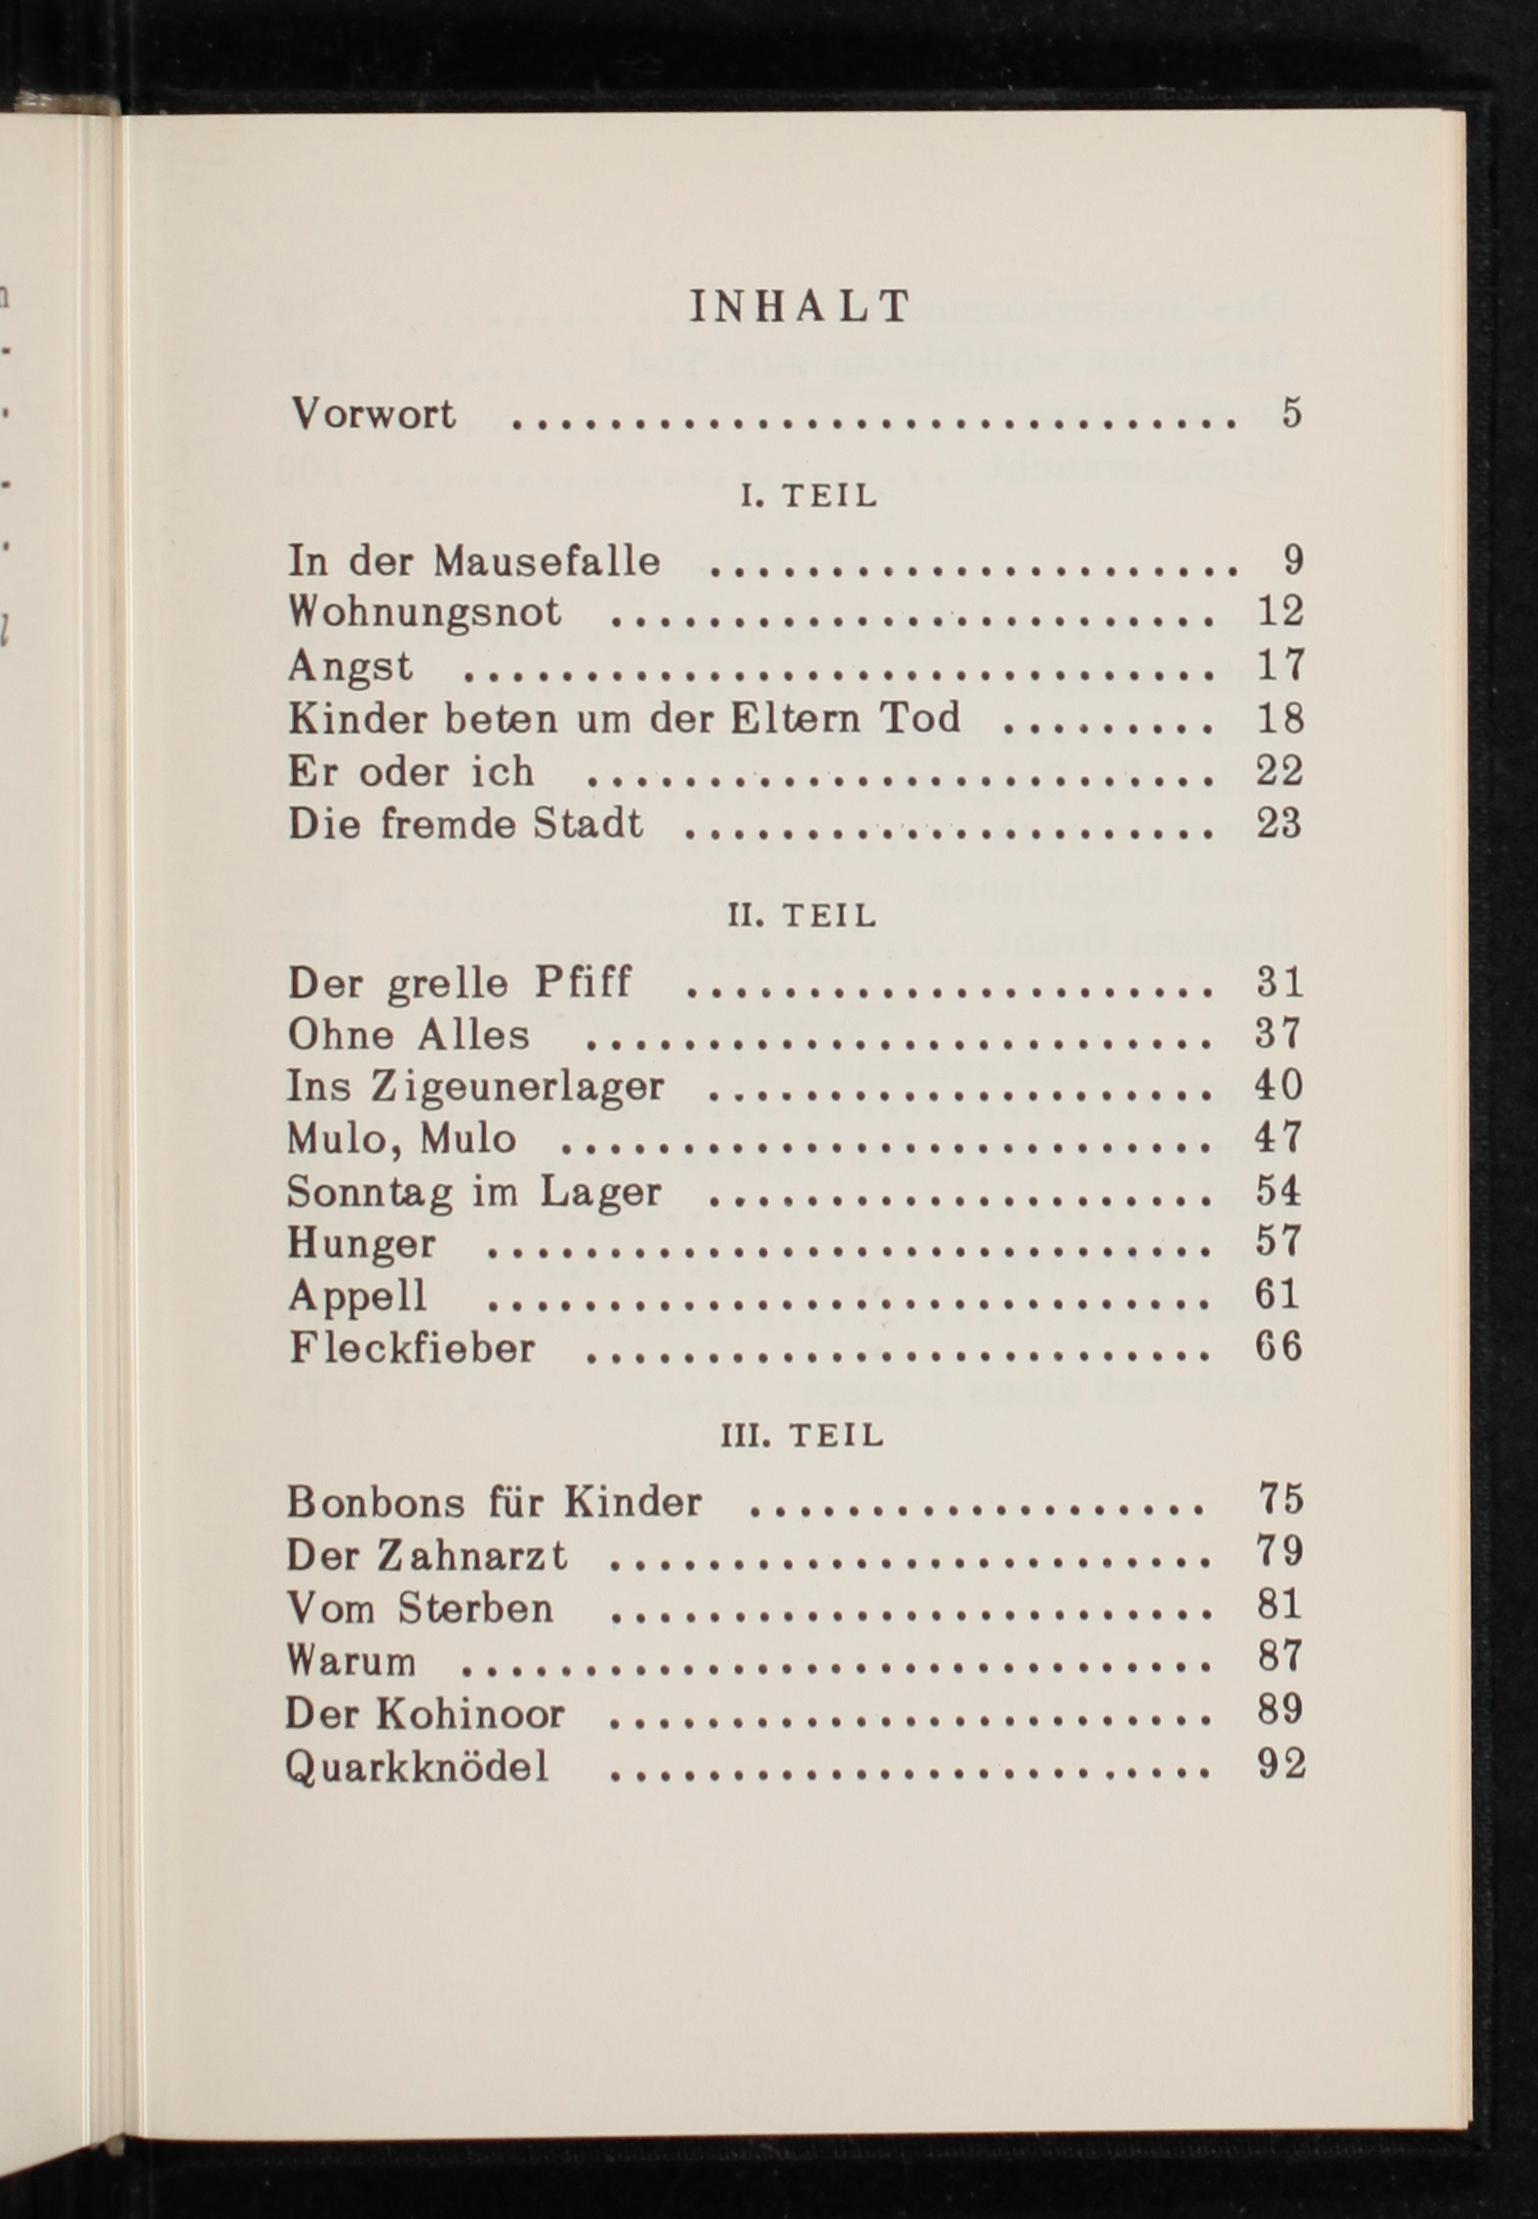 INHALT
Vorwort .............................. 5
I. TEIL
In der Mausefalle ...................... 9
Wohnungsnot ......................... 12
Angst ............................... 17
Kinder beten um der Eltern Tod ......... 18
Er oder ich .......................... 22
Die fremde Stadt ...................... 23
II. TEIL
Der grelle Pfiff ...................... 31
Ohne Alles .......................... 37
Ins Zigeunerlager ..................... 40
Mulo, Mulo ........................... 47
Sonntag im Lager ..................... 54
Hunger .............................. 57
Appell .............................. 61
Fleckfieber .......................... 66
III. TEIL
Bonbons für Kinder ................... 75
Der Zahnarzt ......................... 79
Vom Sterben ......................... 81
Warum ............................... 87
Der Kohinoor ......................... 89
Quarkknödel ......................... 92